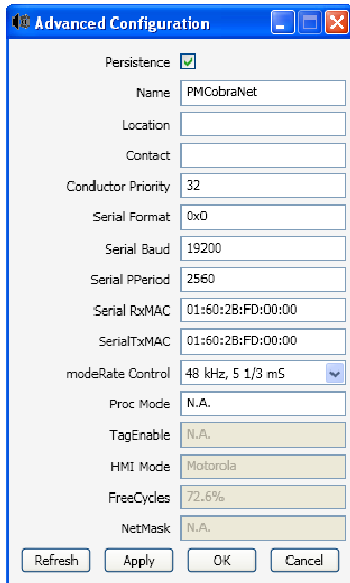 Advanced Configuration
Persistence
Name PMCobraNet
Location
Contact
Conductor Priority 32
Serial Format 0x0
Serial Baud 19200
Serial PPeriod 2560
Serial RxMAC 01:60:2B:FD:00:00
SerialTxMAC 01:60:2B:FD:00:00
modeRate Control 48 kHz, 5 1/3 mS
Proc Mode N.A.
TagEnable N.A.
HMI Mode Motorola
FreeCycles 72.6%
NetMask N.A.
Refresh Apply OK Cancel